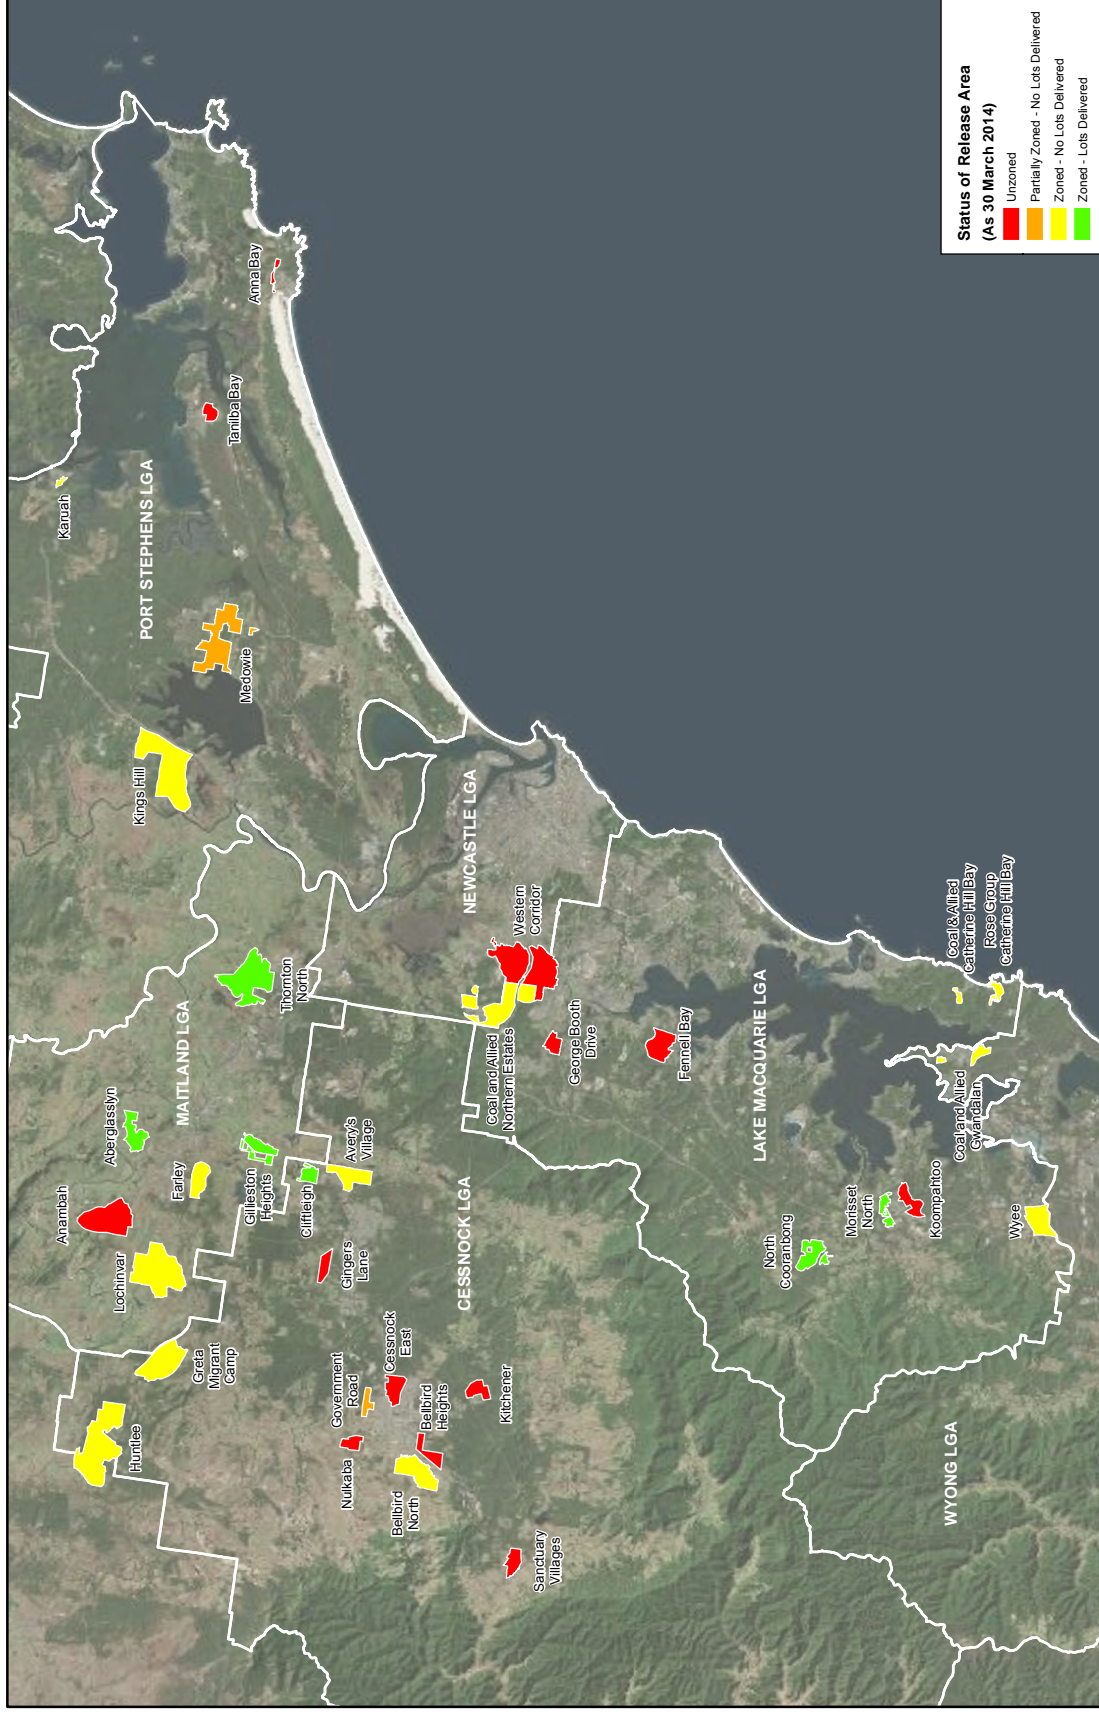 Karuah
PORT STEPHENS LGA
Tanilba Bay
Anna Bay
Medowie
Kings Hill
NEWCASTLE LGA
Western
Corridor
Thornton
North
MAITLAND LGA
Aberglasslyn
Anambah
Farley
Lochinvar
Gillieston
Heights
Cliftleigh
Avery's
Village
Greta
Migrant
Camp
Huntlee
Gingers
Lane
CESSNOCK LGA
Government
Road
Cessnock
East
Nulkaba
Bellbird
Heights
Bellbird
North
Kitchener
Sanctuary
Villages
Coal and Allied
Northern Estates
George Booth
Drive
Fennell Bay
LAKE MACQUARIE LGA
Coal & Allied
Catherine Hill Bay
Rose Group
Catherine Hill Bay
Coal and Allied
Gwandalan
Morisset
North
Koompahtoo
North
Cooranbong
Wyee
WYONG LGA
Status of Release Area
(As 30 March 2014)
Unzoned
Partially Zoned - No Lots Delivered
Zoned - No Lots Delivered
Zoned - Lots Delivered